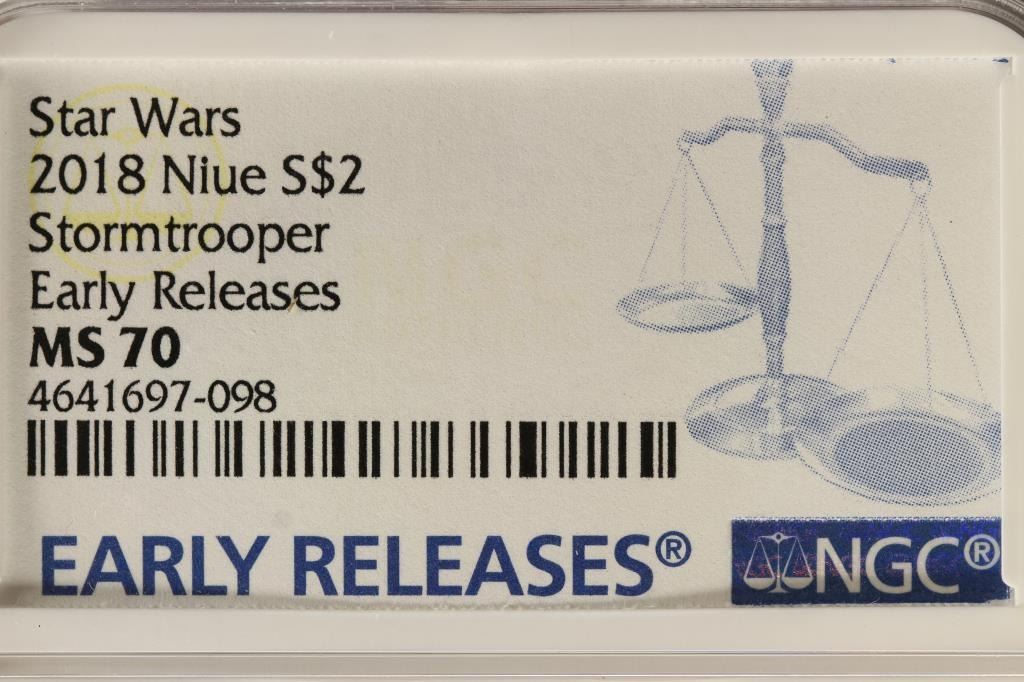 Star Wars
2018 Niue S$2
Stormtrooper
Early Releases
MS 70
4641697-098
EARLY RELEASES®
NGC®